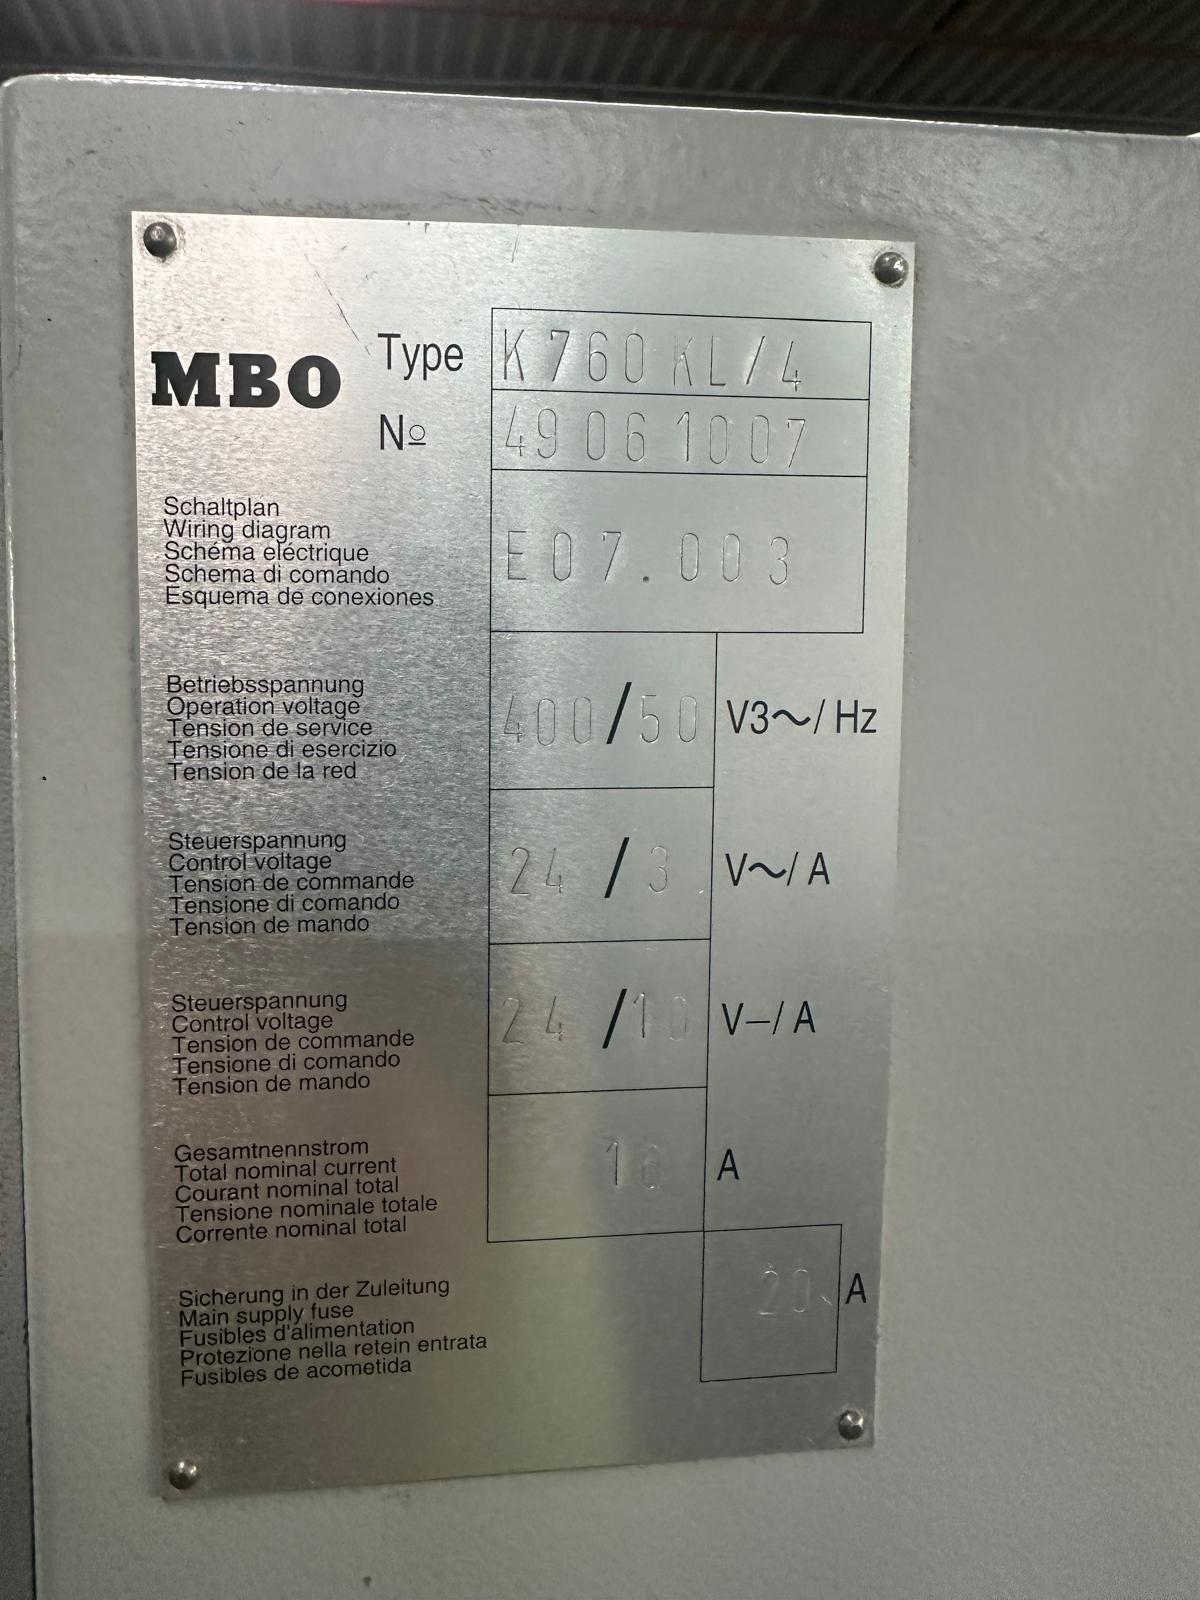 MBO
Type K 760 KL/4
Nº 49061007
Schaltplan
Wiring diagram
Schéma eléctrique
Schema di comando
Esquema de conexiones
E07.003
Betriebsspannung
Operation voltage
Tension de service
Tensione di esercizio
Tension de la red
400/50 V3~/Hz
Steuerspannung
Control voltage
Tension de commande
Tensione di comando
Tension de mando
24/3 V~/A
Steuerspannung
Control voltage
Tension de commande
Tensione di comando
Tension de mando
24/10 V–/A
Gesamtnennstrom
Total nominal current
Courant nominal total
Tensione nominale totale
Corrente nominal total
A
Sicherung in der Zuleitung
Main supply fuse
Fusibles d'alimentation
Protezione nella retein entrata
Fusibles de acometida
20 A